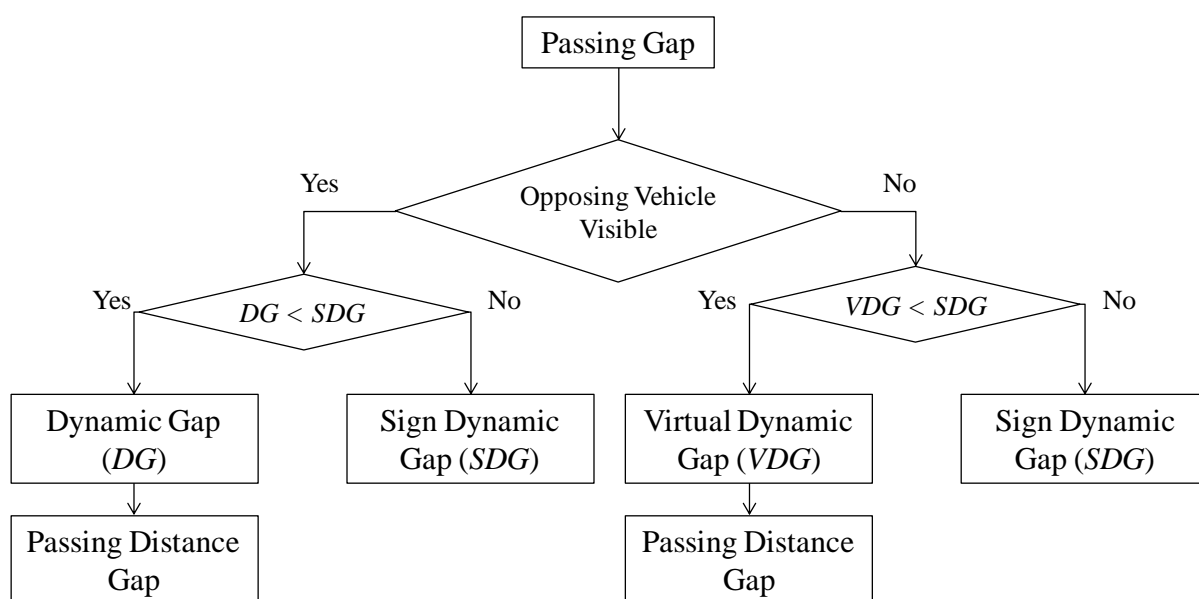 Passing Gap
Yes
No
Opposing Vehicle
Visible
Yes
DG < SDG
No
Yes
VDG < SDG
No
Dynamic Gap
(DG)
Sign Dynamic
Gap (SDG)
Virtual Dynamic
Gap (VDG)
Sign Dynamic
Gap (SDG)
Passing Distance
Gap
Passing Distance
Gap